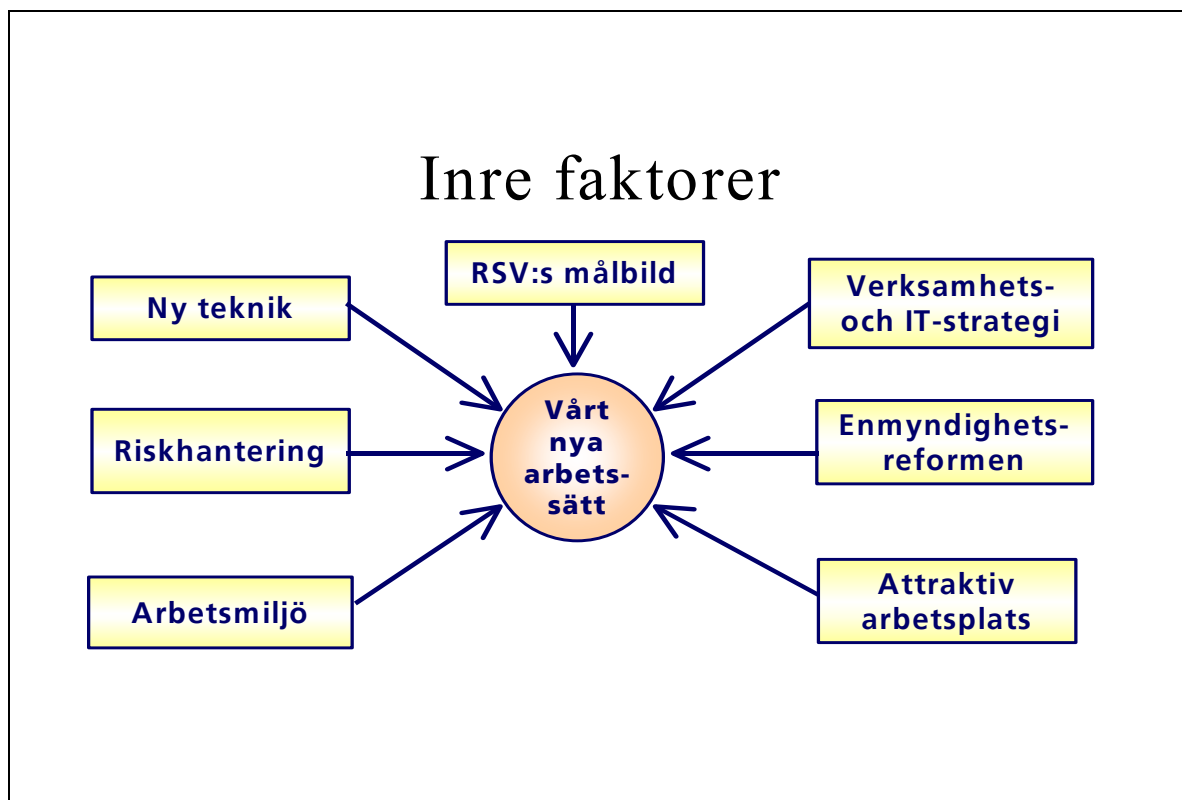 Inre faktorer
RSV:s målbild
Ny teknik
Verksamhets-
och IT-strategi
Riskhantering
Vårt
nya
arbets-
sätt
Enmyndighets-
reformen
Arbetsmiljö
Attraktiv
arbetsplats